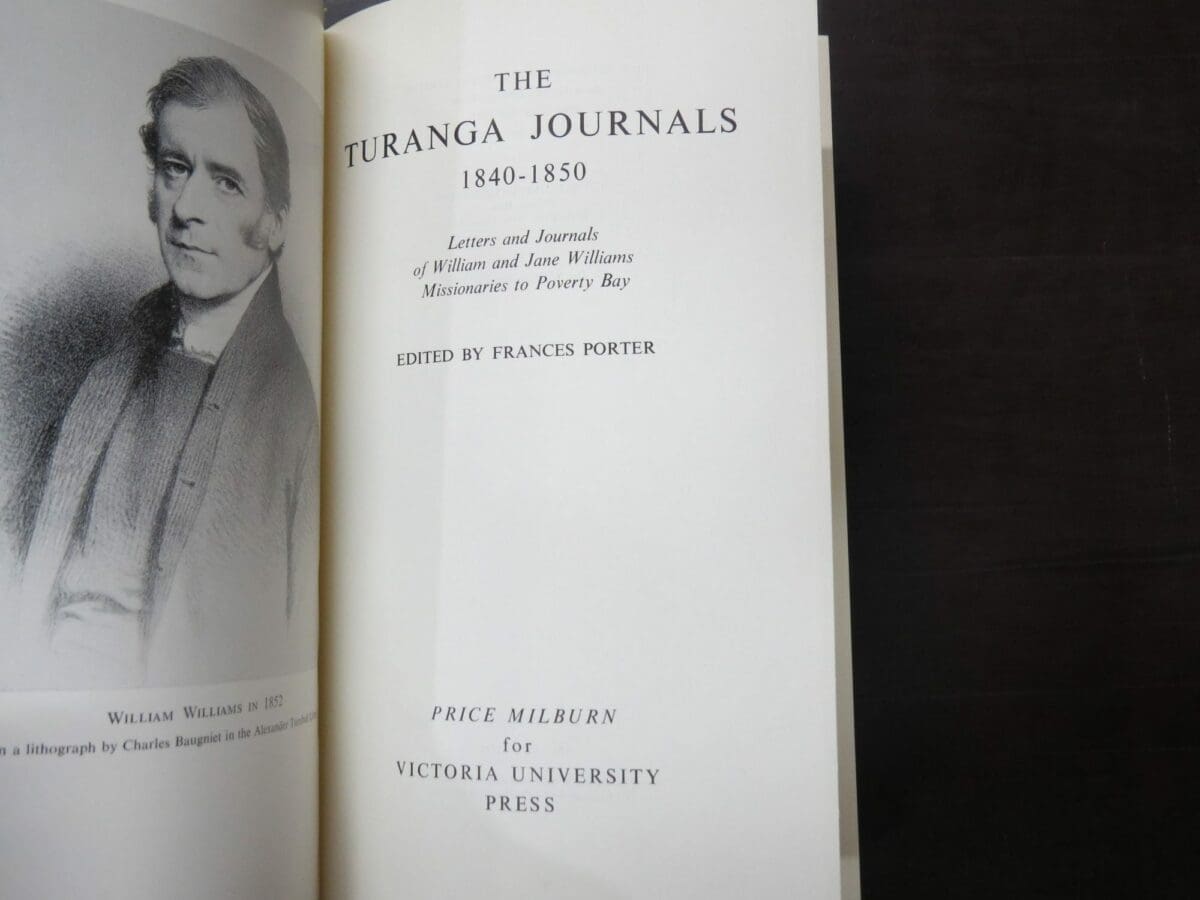 WILLIAM WILLIAMS IN 1852
a lithograph by Charles Baugniet in the Alexander
THE
TURANGA JOURNALS
1840-1850
Letters and Journals
of William and Jane Williams
Missionaries to Poverty Bay
EDITED BY FRANCES PORTER
PRICE MILBURN
for
VICTORIA UNIVERSITY
PRESS